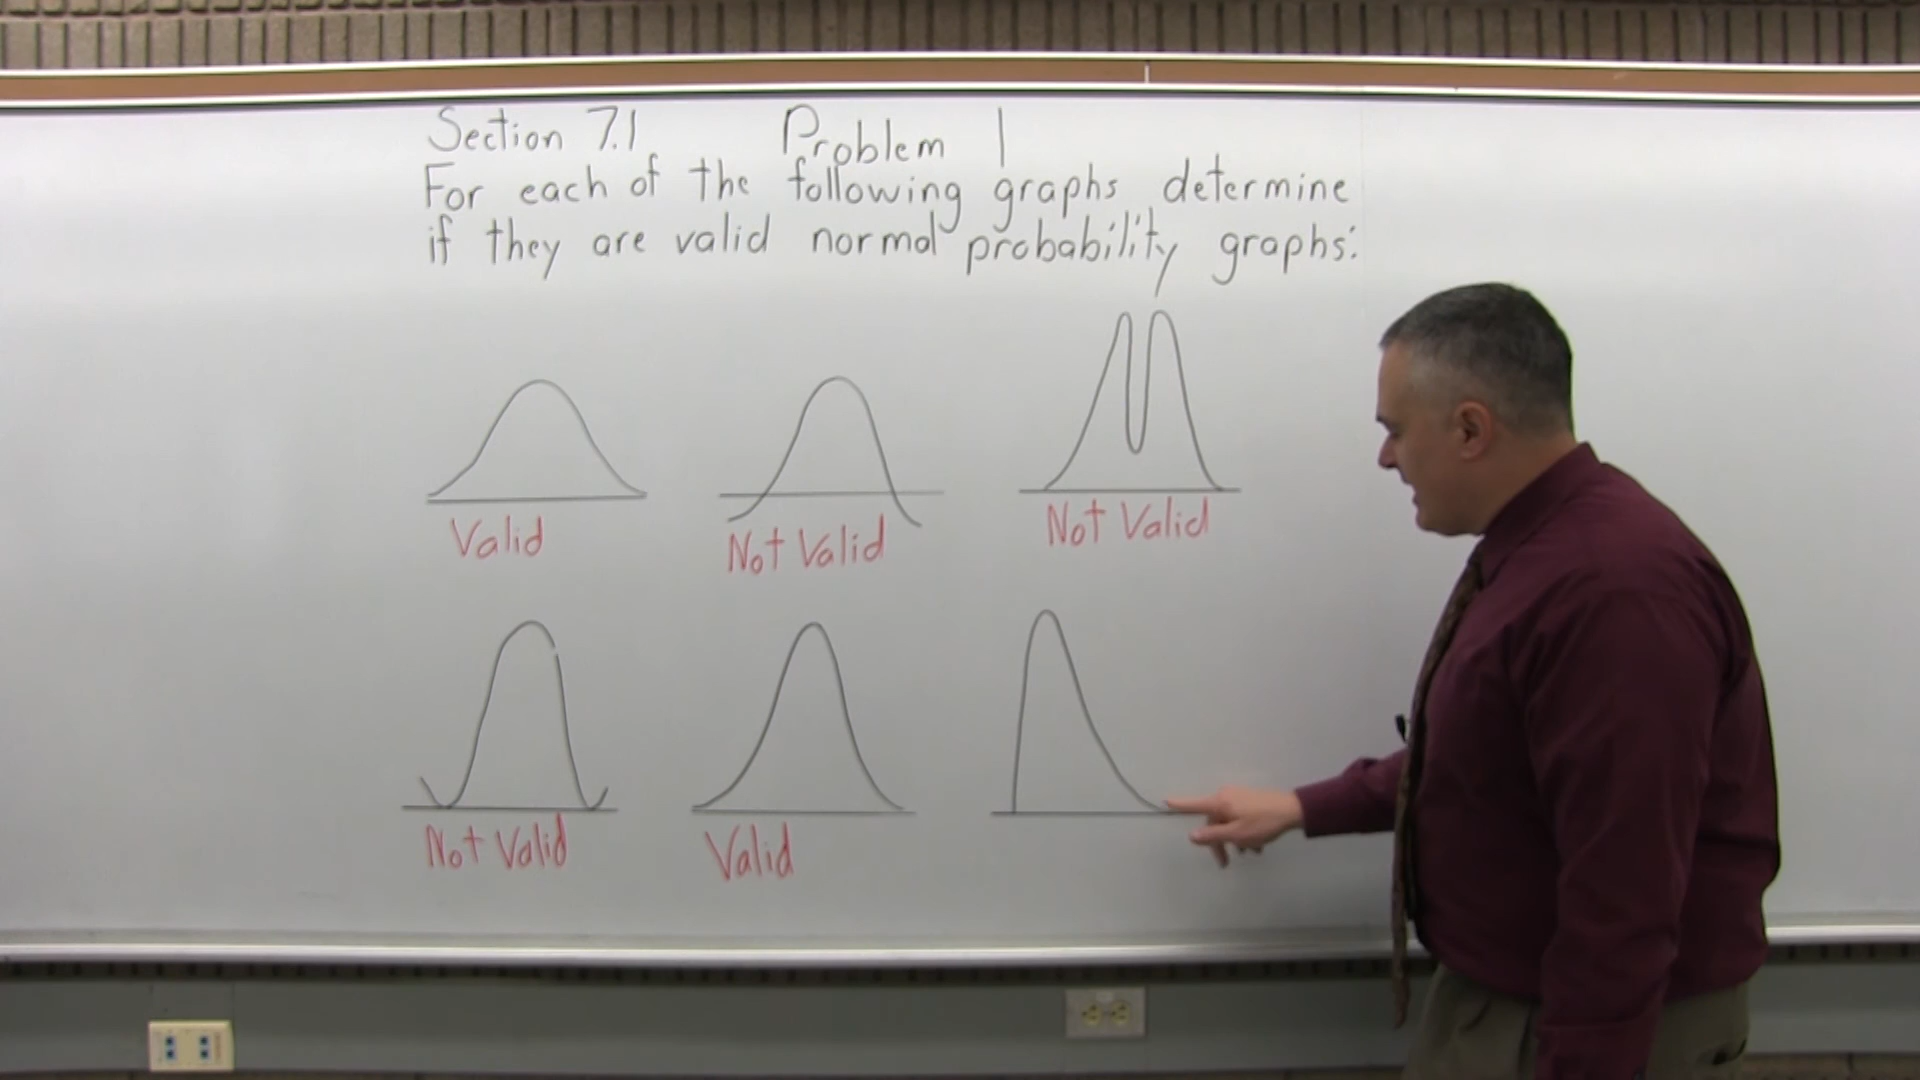 Section 7.1 Problem 1
For each of the following graphs determine
if they are valid normal probability graphs:
Valid
Not Valid
Not Valid
Not Valid
Valid